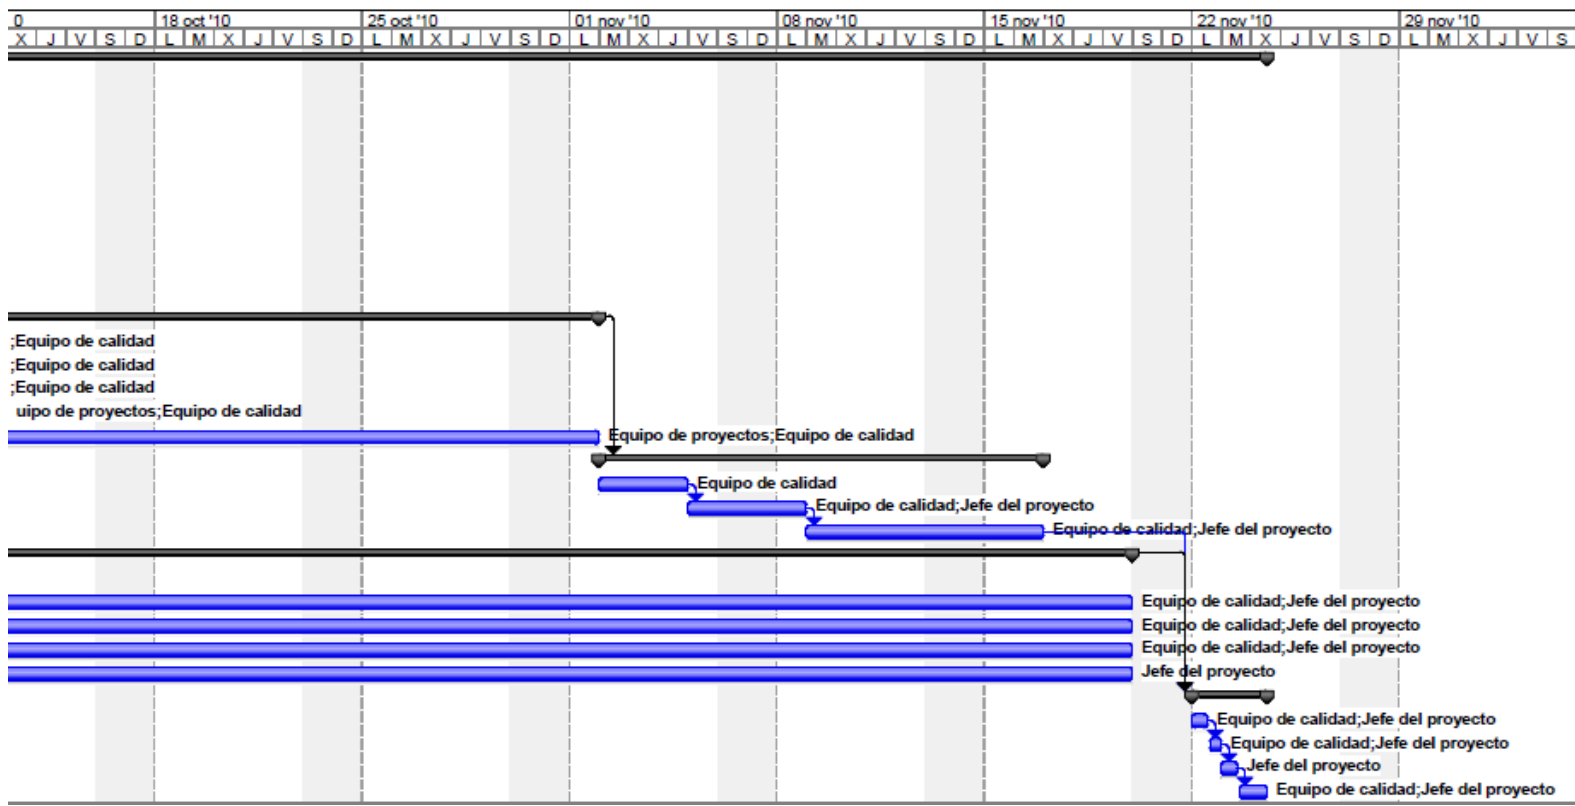 0 18 oct '10 25 oct '10 01 nov '10 08 nov '10 15 nov '10 22 nov '10 29 nov '10
X J V S D L M X J V S D L M X J V S D L M X J V S D L M X J V S D L M X J V S D L M X J V S D L M X J V S
;Equipo de calidad
;Equipo de calidad
;Equipo de calidad
uipo de proyectos;Equipo de calidad
Equipo de proyectos;Equipo de calidad
Equipo de calidad
Equipo de calidad;Jefe del proyecto
Equipo de calidad;Jefe del proyecto
Equipo de calidad;Jefe del proyecto
Equipo de calidad;Jefe del proyecto
Equipo de calidad;Jefe del proyecto
Jefe del proyecto
Equipo de calidad;Jefe del proyecto
Equipo de calidad;Jefe del proyecto
Jefe del proyecto
Equipo de calidad;Jefe del proyecto